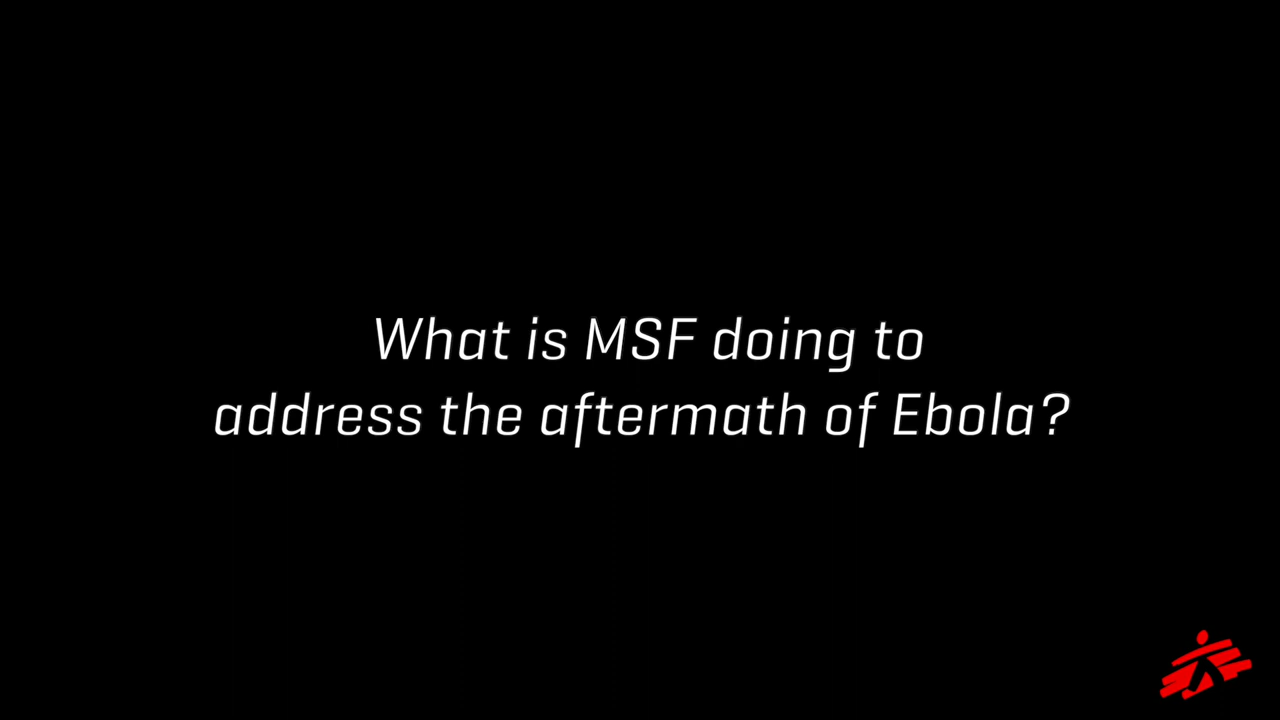 What is MSF doing to
address the aftermath of Ebola?